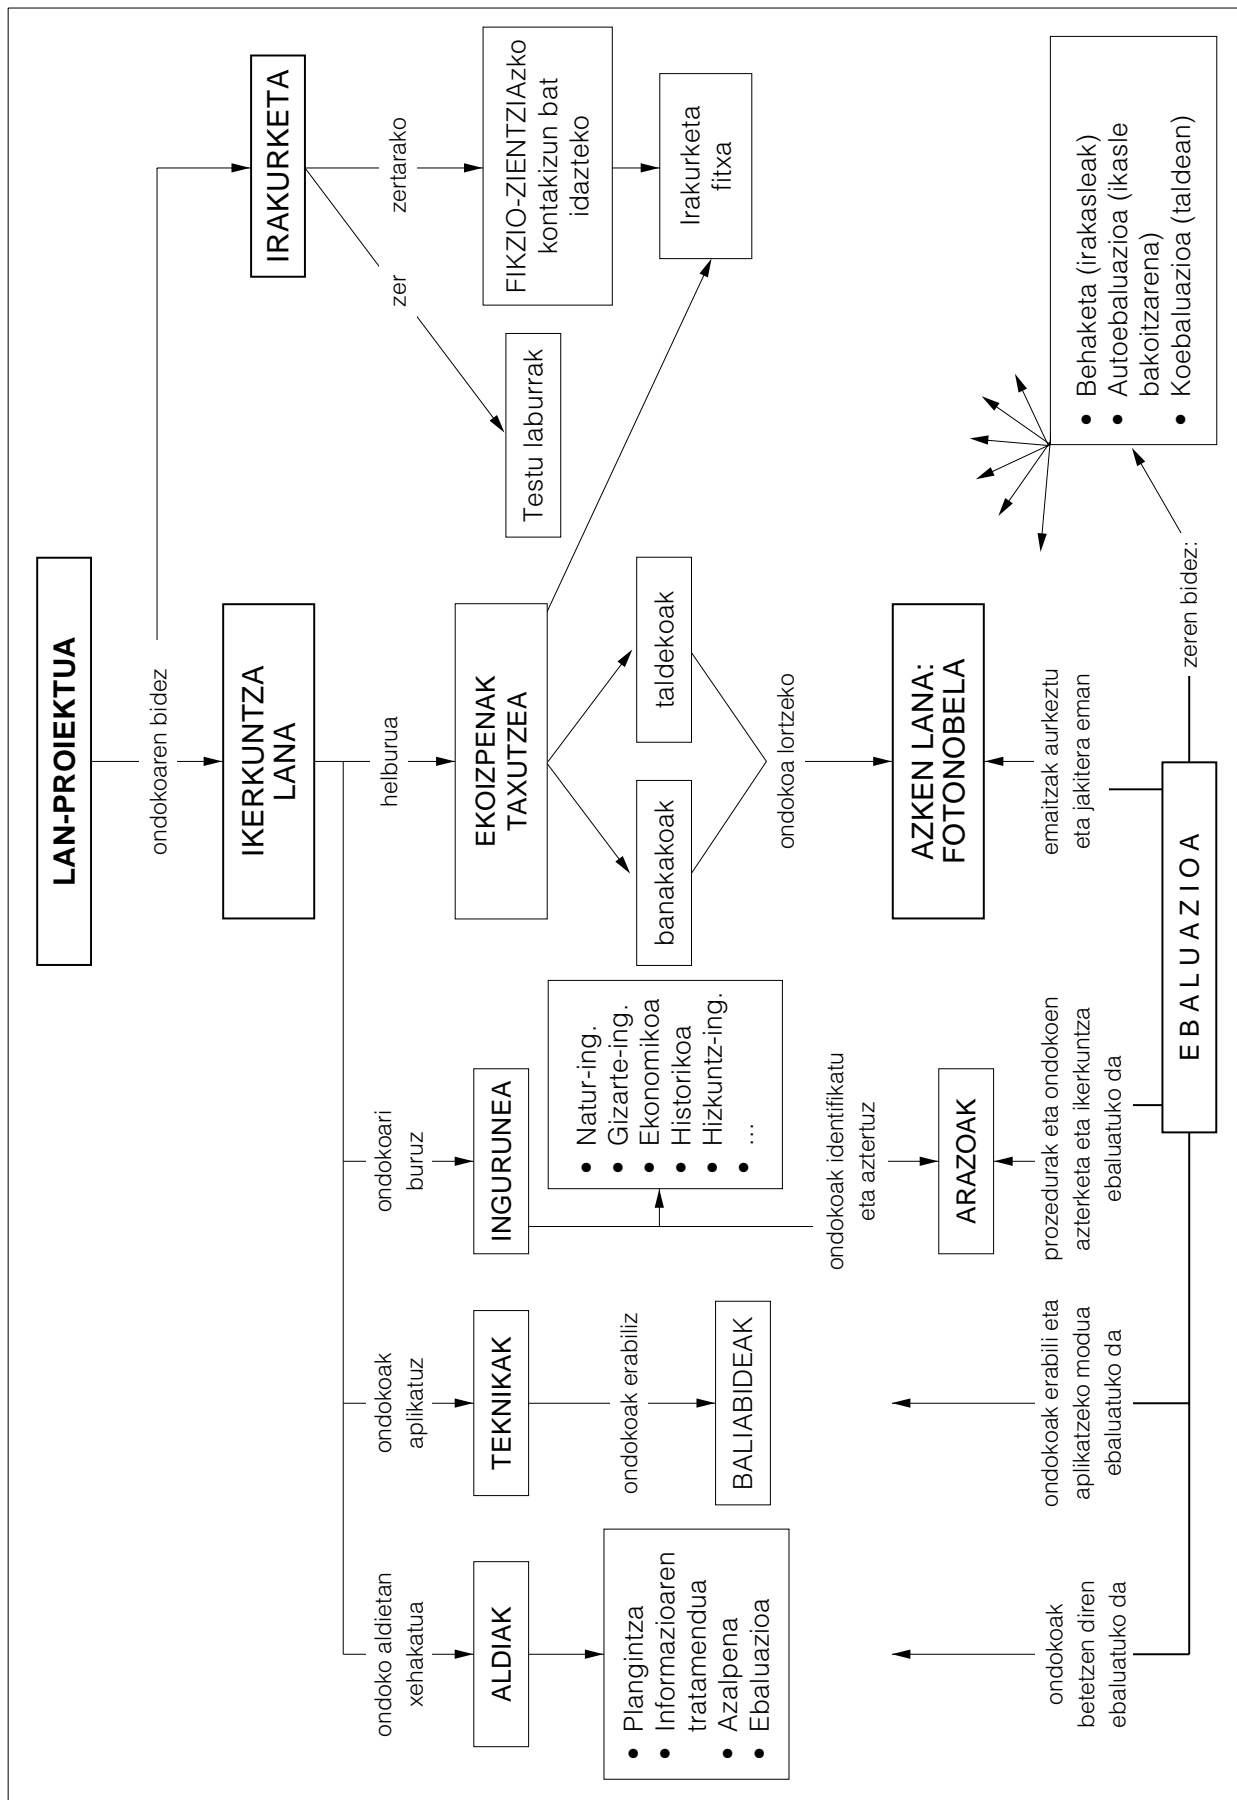 LAN-PROIEKTUA
ondokoaren bidez
IKERKUNTZA
LANA
IRAKURKETA
ondoko aldietan
xehakatua
ondokoak
aplikatuz
ondokoari
buruz
helburua
zer
zertarako
ALDIAK
TEKNIKAK
INGURUNEA
EKOIZPENAK
TAXUTZEA
Testu laburrak
FIKZIO-ZIENTZIAzko
kontakizun bat
idazteko
• Plangintza
• Informazioaren
tratamendua
• Azalpena
• Ebaluazioa
ondokoak erabiliz
BALIABIDEAK
• Natur-ing.
• Gizarte-ing.
• Ekonomikoa
• Historikoa
• Hizkuntz-ing.
• ...
banakakoak
taldekoak
Irakurketa
fitxa
ondokoak identifikatu
eta aztertuz
ondokoa lortzeko
ARAZOAK
AZKEN LANA:
FOTONOBELA
ondokoak
betetzen diren
ebaluatuko da
ondokoak erabili eta
aplikatzeko modua
ebaluatuko da
prozedurak eta ondokoen
azterketa eta ikerkuntza
ebaluatuko da
emaitzak aurkeztu
eta jakitera eman
EBALUAZIOA
zeren bidez:
• Behaketa (irakasleak)
• Autoebaluazioa (ikasle
bakoitzarena)
• Koebaluazioa (taldean)